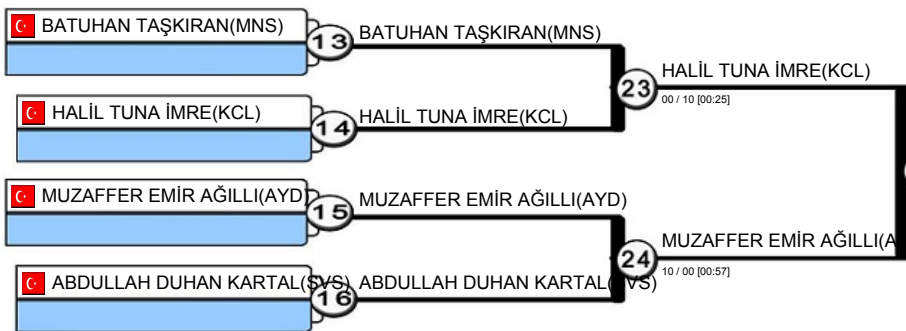 BATUHAN TAŞKIRAN(MNS)
13
BATUHAN TAŞKIRAN(MNS)
23
HALİL TUNA İMRE(KCL)
00 / 10 [00:25]
HALİL TUNA İMRE(KCL)
14
HALİL TUNA İMRE(KCL)
MUZAFFER EMİR AĞILLI(AYD)
15
MUZAFFER EMİR AĞILLI(AYD)
24
MUZAFFER EMİR AĞILLI(A
10 / 00 [00:57]
ABDULLAH DUHAN KARTAL(SVS)
16
ABDULLAH DUHAN KARTAL(SVS)